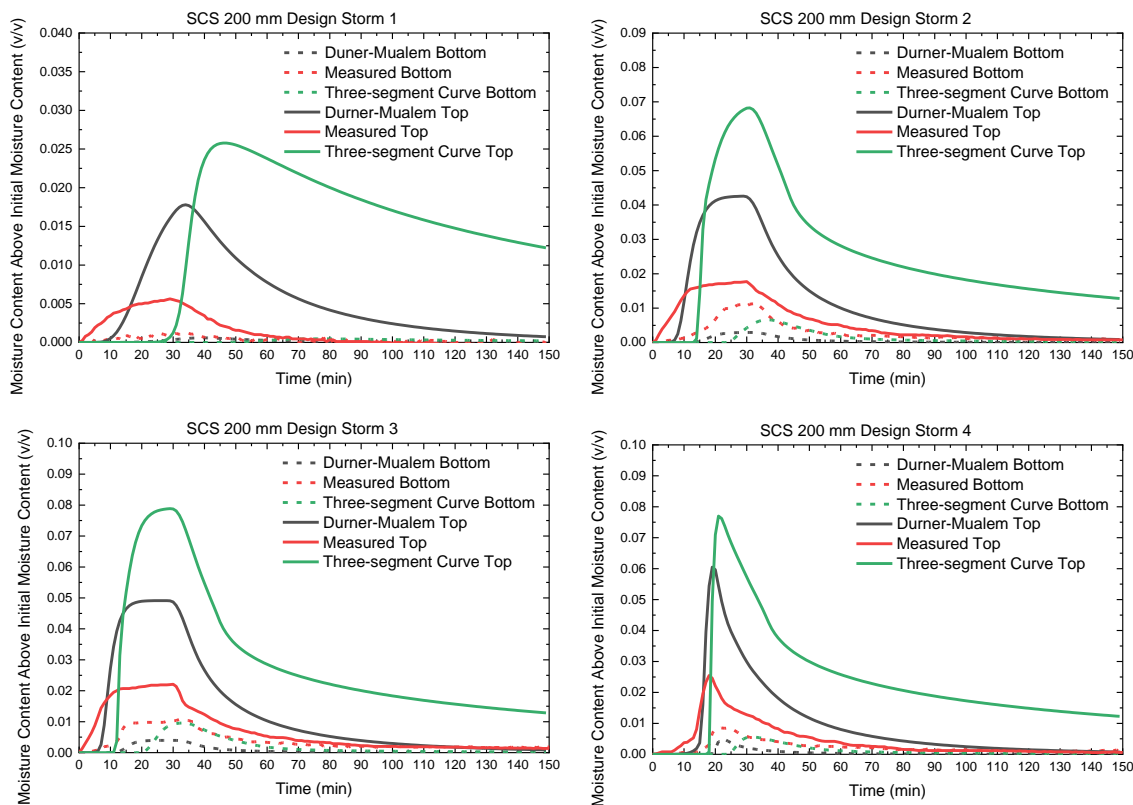 SCS 200 mm Design Storm 1
Moisture Content Above Initial Moisture Content (v/v)
0.040
0.035
0.030
0.025
0.020
0.015
0.010
0.005
0.000
Duner-Mualem Bottom
Measured Bottom
Three-segment Curve Bottom
Durner-Mualem Top
Measured Top
Three-segment Curve Top
0 10 20 30 40 50 60 70 80 90 100 110 120 130 140 150
Time (min)
SCS 200 mm Design Storm 2
Moisture Content Above Initial Moisture Content (v/v)
0.09
0.08
0.07
0.06
0.05
0.04
0.03
0.02
0.01
0.00
Durner-Mualem Bottom
Measured Bottom
Three-segment Curve Bottom
Durner-Mualem Top
Measured Top
Three-segment Curve Top
0 10 20 30 40 50 60 70 80 90 100 110 120 130 140 150
Time (min)
SCS 200 mm Design Storm 3
Moisture Content Above Initial Moisture Content (v/v)
0.10
0.09
0.08
0.07
0.06
0.05
0.04
0.03
0.02
0.01
0.00
Durner-Mualem Bottom
Measured Bottom
Three-segment Curve Bottom
Durner-Mualem Top
Measured Top
Three-segment Curve Top
0 10 20 30 40 50 60 70 80 90 100 110 120 130 140 150
Time (min)
SCS 200 mm Design Storm 4
Moisture Content Above Initial Moisture Content (v/v)
0.10
0.09
0.08
0.07
0.06
0.05
0.04
0.03
0.02
0.01
0.00
Durner-Mualem Bottom
Measured Bottom
Three-segment Curve Bottom
Durner-Mualem Top
Measured Top
Three-segment Curve Top
0 10 20 30 40 50 60 70 80 90 100 110 120 130 140 150
Time (min)